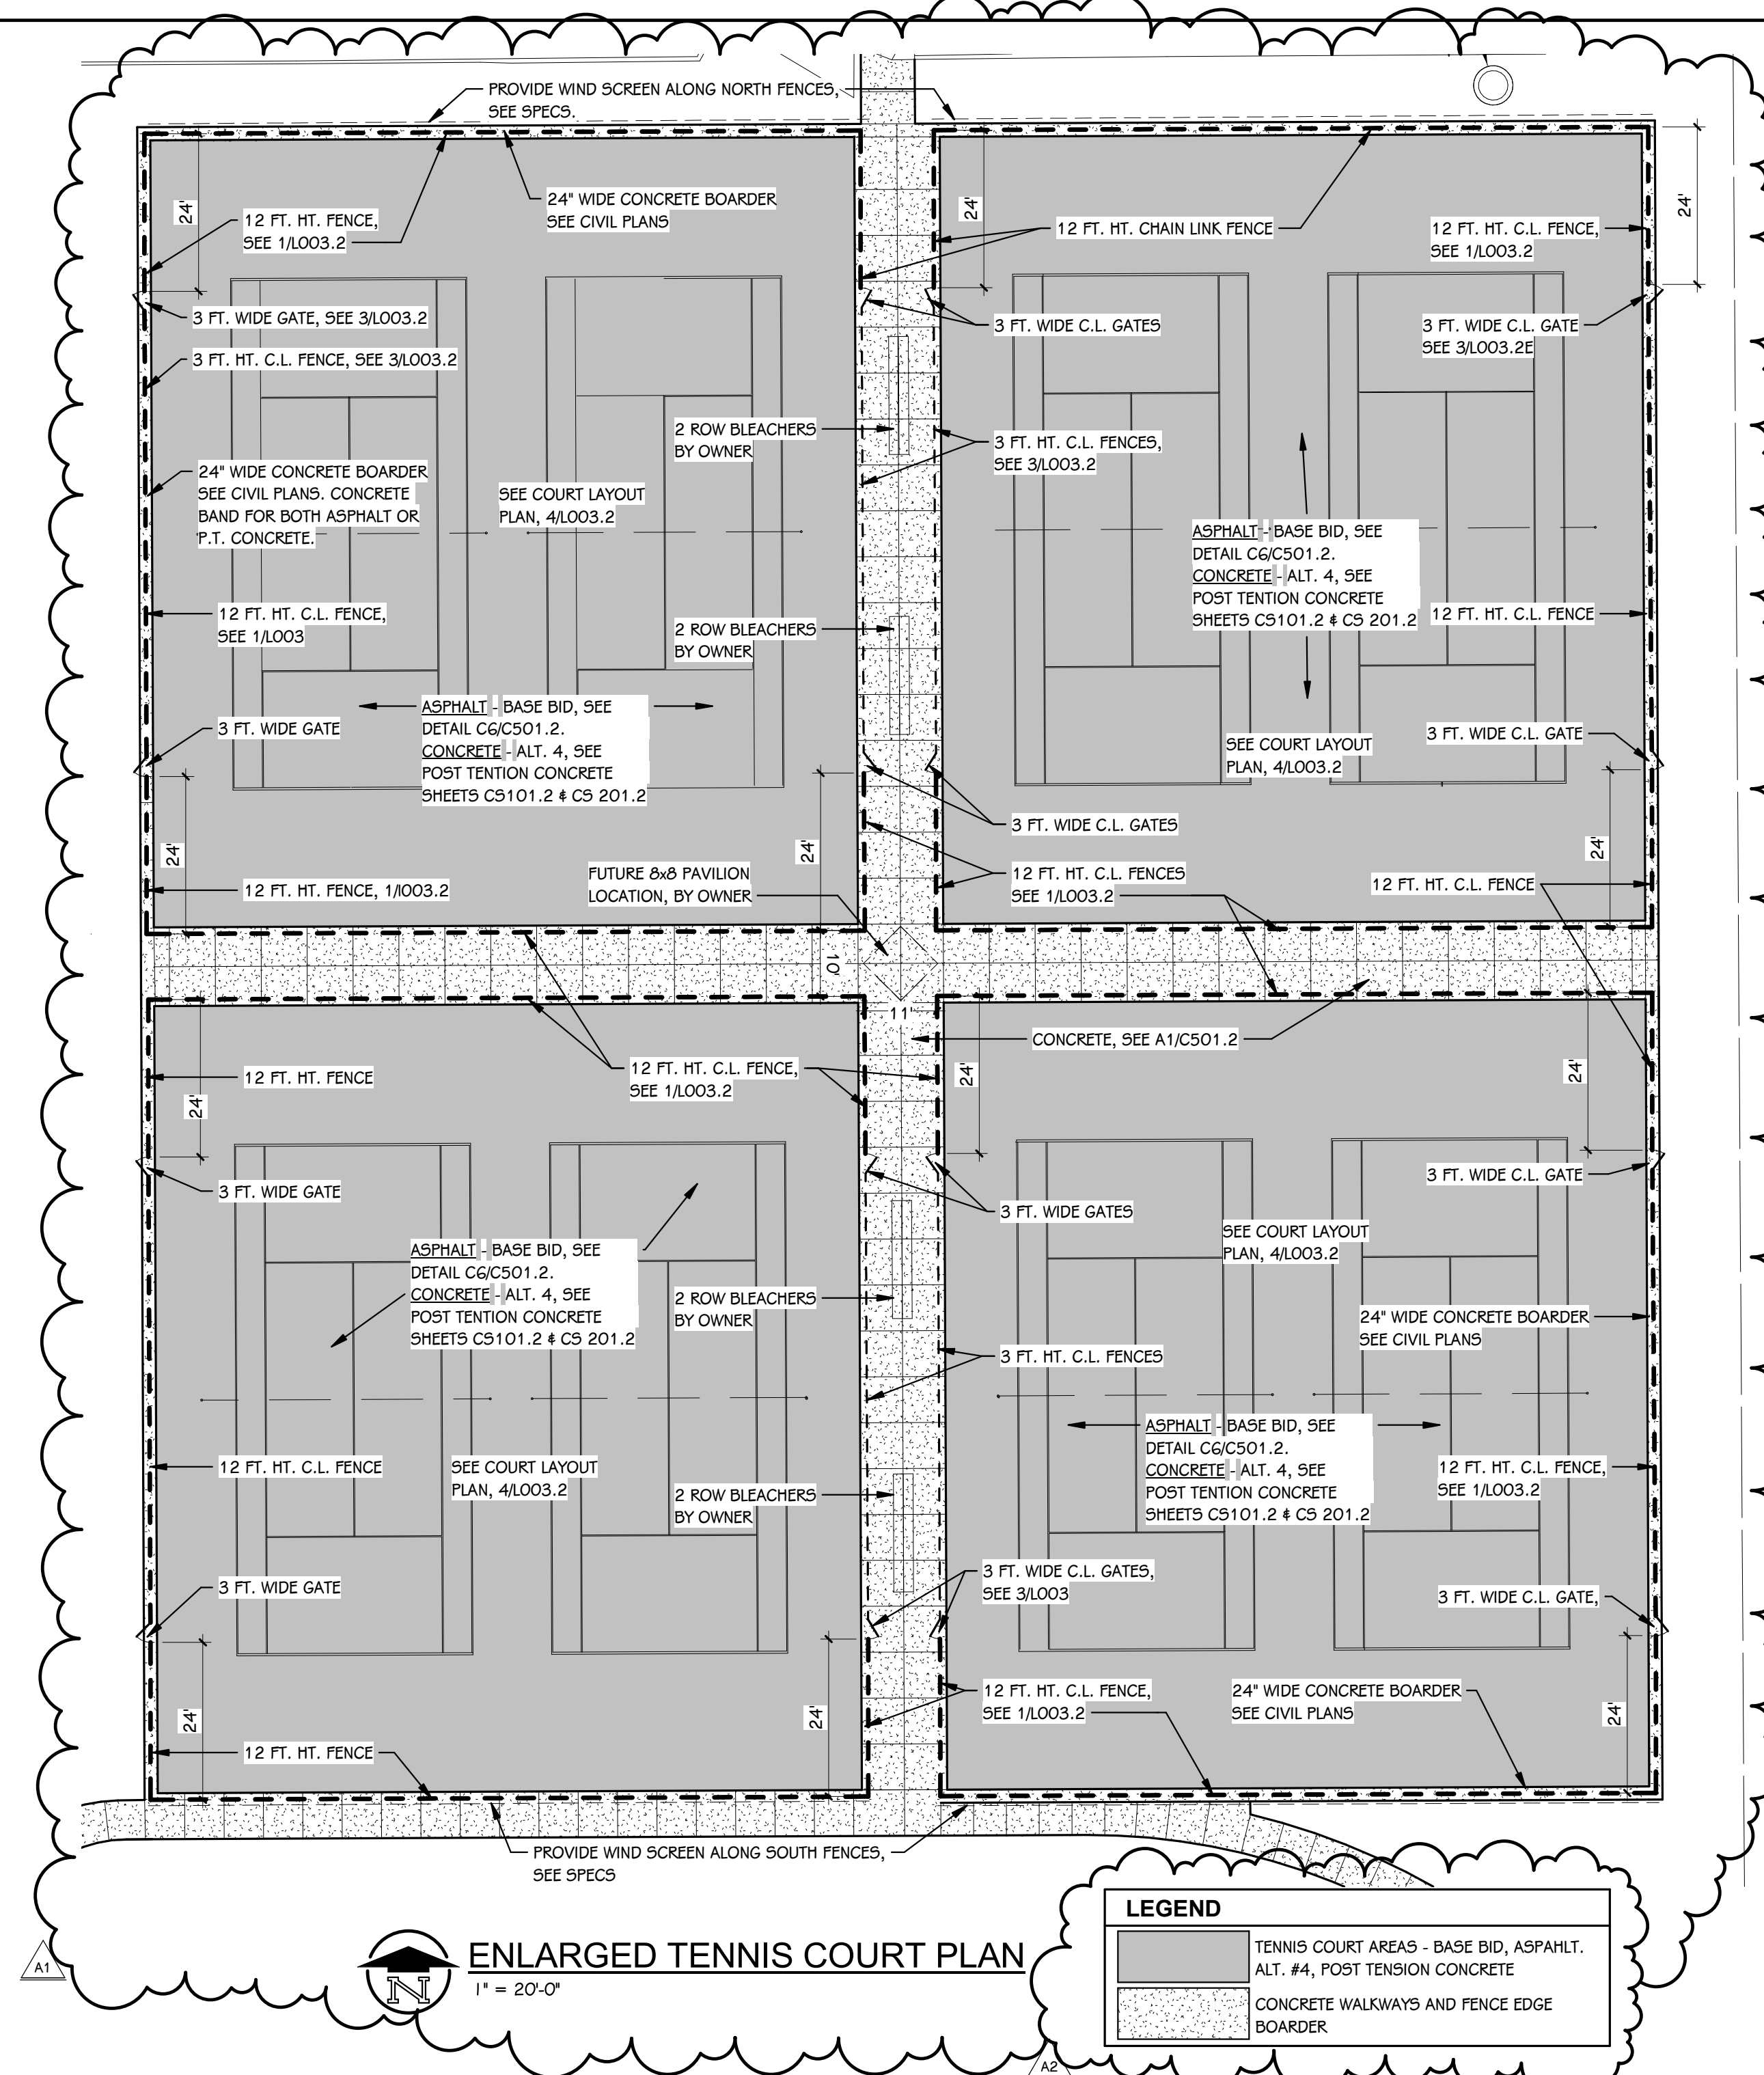 PROVIDE WIND SCREEN ALONG NORTH FENCES,
SEE SPECS.
24" WIDE CONCRETE BOARDER
SEE CIVIL PLANS
24'
12 FT. HT. FENCE,
SEE 1/L003.2
24'
12 FT. HT. CHAIN LINK FENCE
12 FT. HT. C.L. FENCE,
SEE 1/L003.2
24'
3 FT. WIDE GATE, SEE 3/L003.2
3 FT. WIDE C.L. GATES
3 FT. WIDE C.L. GATE
SEE 3/L003.2E
3 FT. HT. C.L. FENCE, SEE 3/L003.2
2 ROW BLEACHERS
BY OWNER
3 FT. HT. C.L. FENCES,
SEE 3/L003.2
24" WIDE CONCRETE BOARDER
SEE CIVIL PLANS. CONCRETE
BAND FOR BOTH ASPHALT OR
P.T. CONCRETE.
SEE COURT LAYOUT
PLAN, 4/L003.2
ASPHALT - BASE BID, SEE
DETAIL C6/C501.2.
CONCRETE - ALT. 4, SEE
POST TENTION CONCRETE
SHEETS CS101.2 & CS 201.2
12 FT. HT. C.L. FENCE,
SEE 1/L003
2 ROW BLEACHERS
BY OWNER
12 FT. HT. C.L. FENCE
3 FT. WIDE GATE
ASPHALT - BASE BID, SEE
DETAIL C6/C501.2.
CONCRETE - ALT. 4, SEE
POST TENTION CONCRETE
SHEETS CS101.2 & CS 201.2
SEE COURT LAYOUT
PLAN, 4/L003.2
3 FT. WIDE C.L. GATE
3 FT. WIDE C.L. GATES
24'
24'
24'
12 FT. HT. FENCE, 1/l003.2
FUTURE 8x8 PAVILION
LOCATION, BY OWNER
12 FT. HT. C.L. FENCES
SEE 1/L003.2
12 FT. HT. C.L. FENCE
10'
11'
CONCRETE, SEE A1/C501.2
12 FT. HT. FENCE
12 FT. HT. C.L. FENCE,
SEE 1/L003.2
24'
24'
24'
3 FT. WIDE GATE
3 FT. WIDE GATES
3 FT. WIDE C.L. GATE
SEE COURT LAYOUT
PLAN, 4/L003.2
ASPHALT - BASE BID, SEE
DETAIL C6/C501.2.
CONCRETE - ALT. 4, SEE
POST TENTION CONCRETE
SHEETS CS101.2 & CS 201.2
2 ROW BLEACHERS
BY OWNER
24" WIDE CONCRETE BOARDER
SEE CIVIL PLANS
3 FT. HT. C.L. FENCES
ASPHALT - BASE BID, SEE
DETAIL C6/C501.2.
CONCRETE - ALT. 4, SEE
POST TENTION CONCRETE
SHEETS CS101.2 & CS 201.2
12 FT. HT. C.L. FENCE
SEE COURT LAYOUT
PLAN, 4/L003.2
2 ROW BLEACHERS
BY OWNER
12 FT. HT. C.L. FENCE,
SEE 1/L003.2
3 FT. WIDE GATE
3 FT. WIDE C.L. GATES,
SEE 3/L003
3 FT. WIDE C.L. GATE,
12 FT. HT. C.L. FENCE,
SEE 1/L003.2
24" WIDE CONCRETE BOARDER
SEE CIVIL PLANS
24'
24'
24'
12 FT. HT. FENCE
PROVIDE WIND SCREEN ALONG SOUTH FENCES,
SEE SPECS
LEGEND
TENNIS COURT AREAS - BASE BID, ASPAHLT.
ALT. #4, POST TENSION CONCRETE
CONCRETE WALKWAYS AND FENCE EDGE
BOARDER
N
ENLARGED TENNIS COURT PLAN
1" = 20'-0"
A1
A2